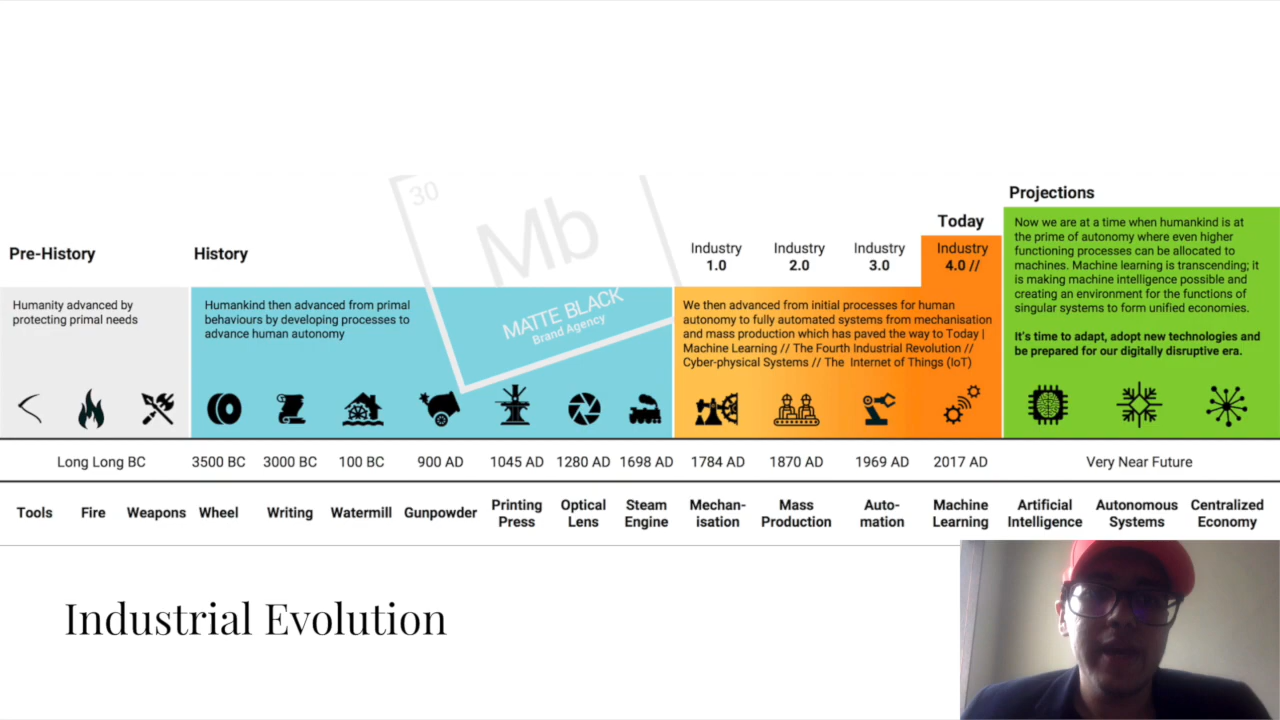 30
Mb
MATTE BLACK
Brand Agency
Projections
Today
Pre-History
History
Industry
1.0
Industry
2.0
Industry
3.0
Industry
4.0 //
Humanity advanced by
protecting primal needs
Humankind then advanced from primal
behaviours by developing processes to
advance human autonomy
We then advanced from initial processes for human
autonomy to fully automated systems from mechanisation
and mass production which has paved the way to Today |
Machine Learning // The Fourth Industrial Revolution //
Cyber-physical Systems // The Internet of Things (IoT)
Now we are at a time when humankind is at
the prime of autonomy where even higher
functioning processes can be allocated to
machines. Machine learning is transcending; it
is making machine intelligence possible and
creating an environment for the functions of
singular systems to form unified economies.
It's time to adapt, adopt new technologies and
be prepared for our digitally disruptive era.
Long Long BC
3500 BC
3000 BC
100 BC
900 AD
1045 AD
1280 AD
1698 AD
1784 AD
1870 AD
1969 AD
2017 AD
Very Near Future
Tools
Fire
Weapons
Wheel
Writing
Watermill
Gunpowder
Printing
Press
Optical
Lens
Steam
Engine
Mechan-
isation
Mass
Production
Auto-
mation
Machine
Learning
Artificial
Intelligence
Autonomous
Systems
Centralized
Economy
Industrial Evolution